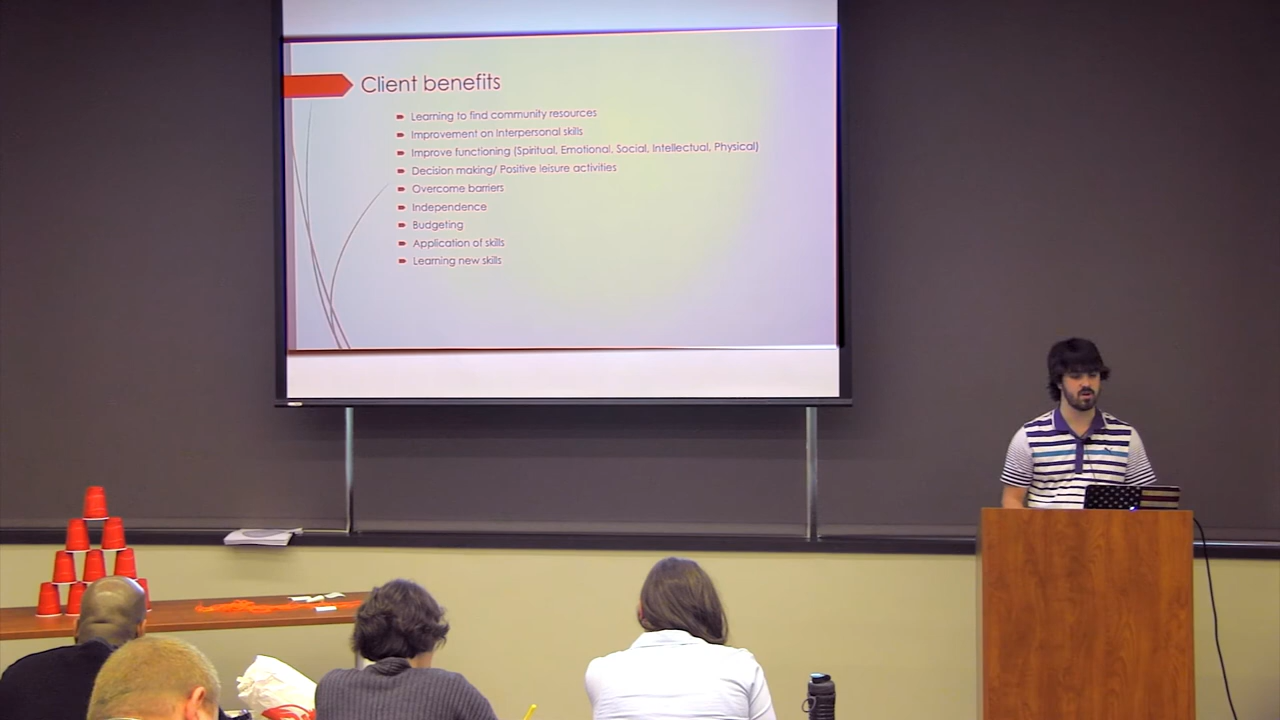 Client benefits
Learning to find community resources
Improvement on Interpersonal skills
Improve functioning (Spiritual, Emotional, Social, Intellectual, Physical)
Decision making/ Positive leisure activities
Overcome barriers
Independence
Budgeting
Application of skills
Learning new skills